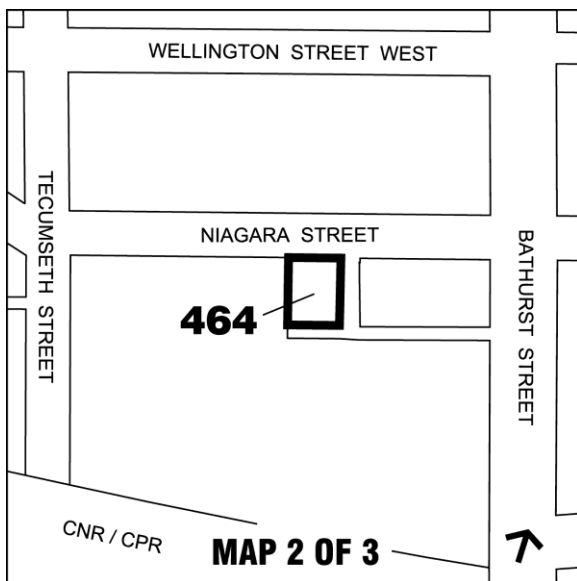 WELLINGTON STREET WEST
TECUMSETH STREET
NIAGARA STREET
BATHURST STREET
464
CNR / CPR
MAP 2 OF 3